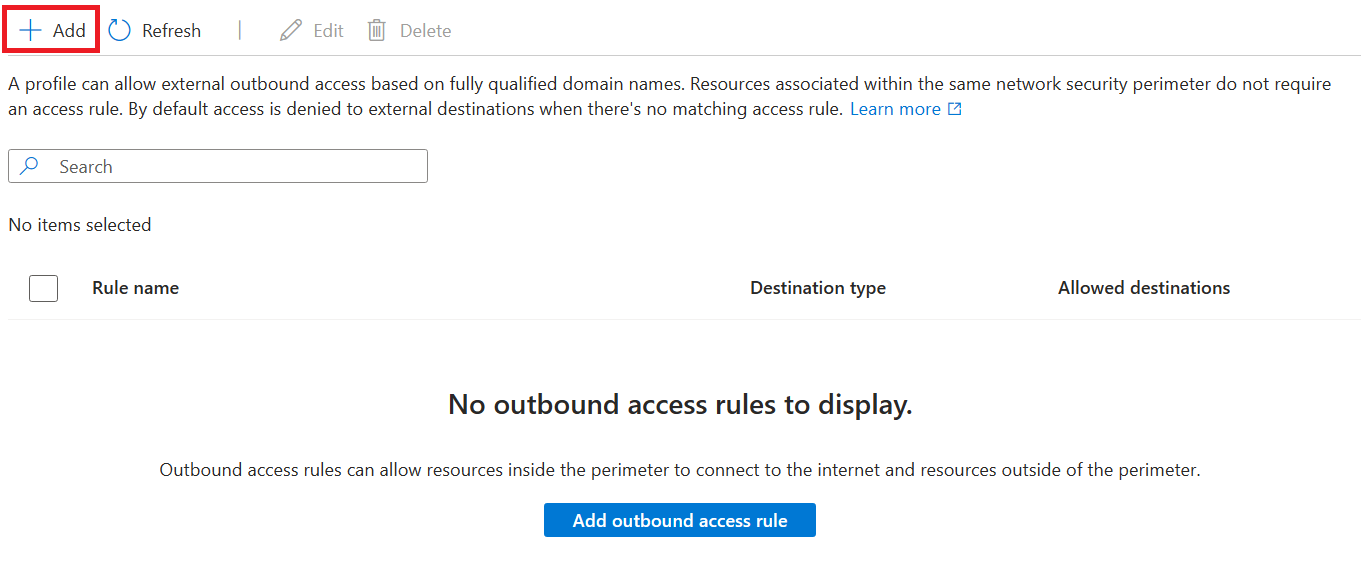 Add Refresh | Edit Delete
A profile can allow external outbound access based on fully qualified domain names. Resources associated within the same network security perimeter do not require
an access rule. By default access is denied to external destinations when there's no matching access rule. Learn more
Search
No items selected
Rule name Destination type Allowed destinations
No outbound access rules to display.
Outbound access rules can allow resources inside the perimeter to connect to the internet and resources outside of the perimeter.
Add outbound access rule